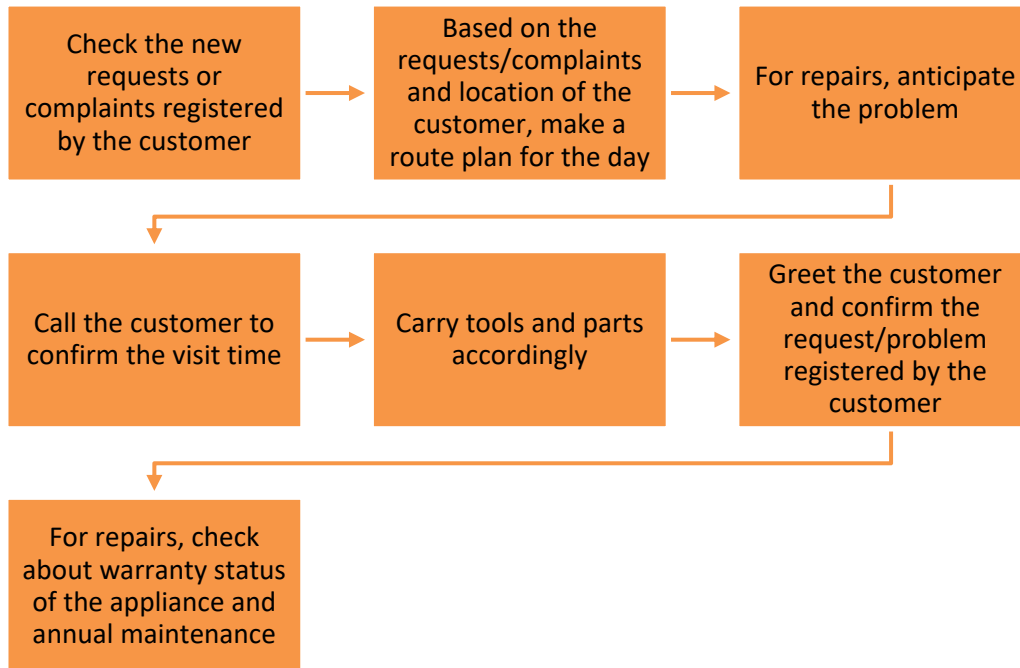 Check the new
requests or
complaints registered
by the customer
Based on the
requests/complaints
and location of the
customer, make a
route plan for the day
For repairs, anticipate
the problem
Call the customer to
confirm the visit time
Carry tools and parts
accordingly
Greet the customer
and confirm the
request/problem
registered by the
customer
For repairs, check
about warranty status
of the appliance and
annual maintenance